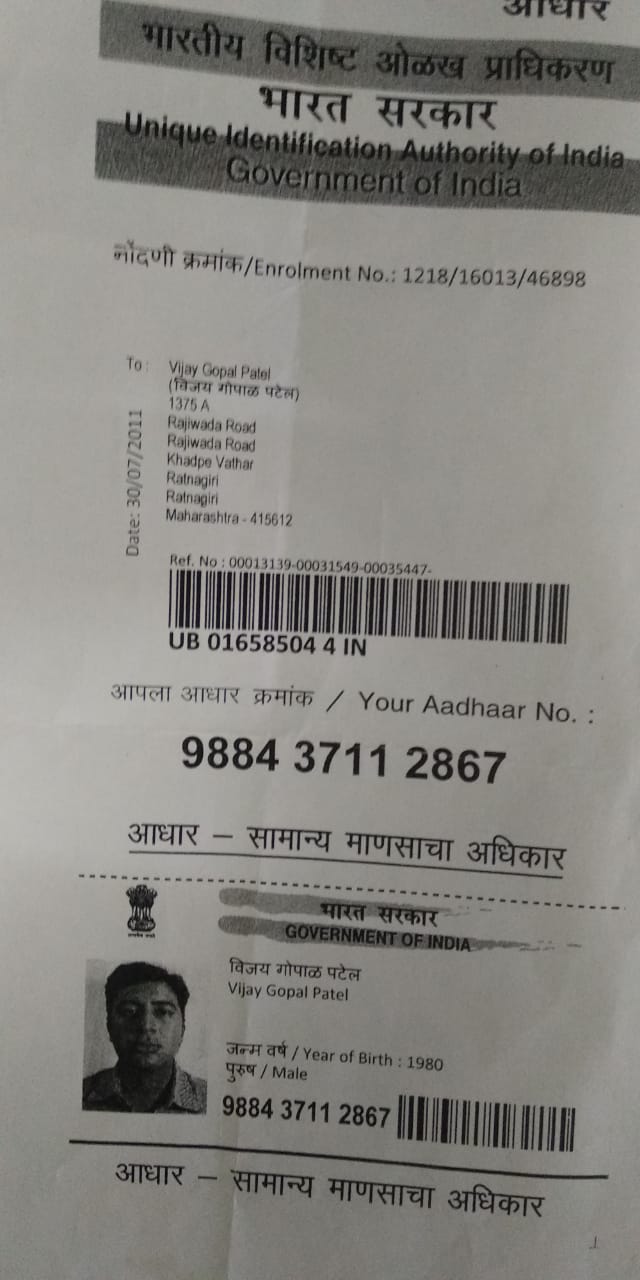 आधार
भारतीय विशिष्ट ओळख प्राधिकरण
भारत सरकार
Unique Identification Authority of India
Government of India
नोंदणी क्रमांक/Enrolment No.: 1218/16013/46898
To :
Vijay Gopal Patel
(विजय गोपाळ पटेल)
1375 A
Rajiwada Road
Rajiwada Road
Khadpe Vathar
Ratnagiri
Ratnagiri
Maharashtra - 415612
Date: 30/07/2011
Ref. No : 00013139-00031549-00035447-
UB 01658504 4 IN
आपला आधार क्रमांक / Your Aadhaar No. :
9884 3711 2867
आधार – सामान्य माणसाचा अधिकार
भारत सरकार
GOVERNMENT OF INDIA
विजय गोपाळ पटेल
Vijay Gopal Patel
जन्म वर्ष / Year of Birth : 1980
पुरुष / Male
9884 3711 2867
आधार – सामान्य माणसाचा अधिकार